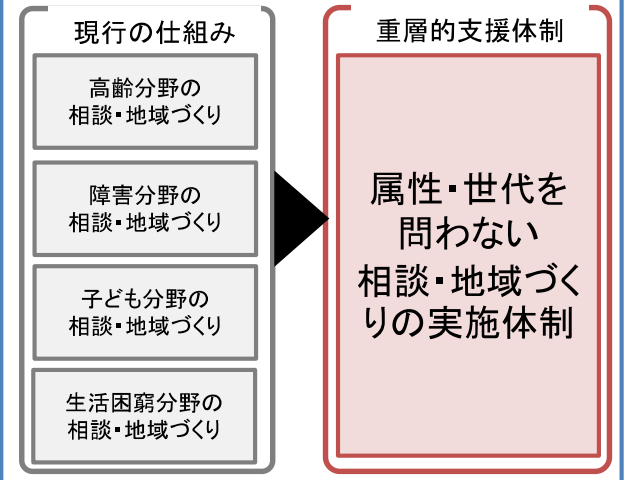 現行の仕組み
高齢分野の
相談・地域づくり
障害分野の
相談・地域づくり
子ども分野の
相談・地域づくり
生活困窮分野の
相談・地域づくり
重層的支援体制
属性・世代を
問わない
相談・地域づく
りの実施体制